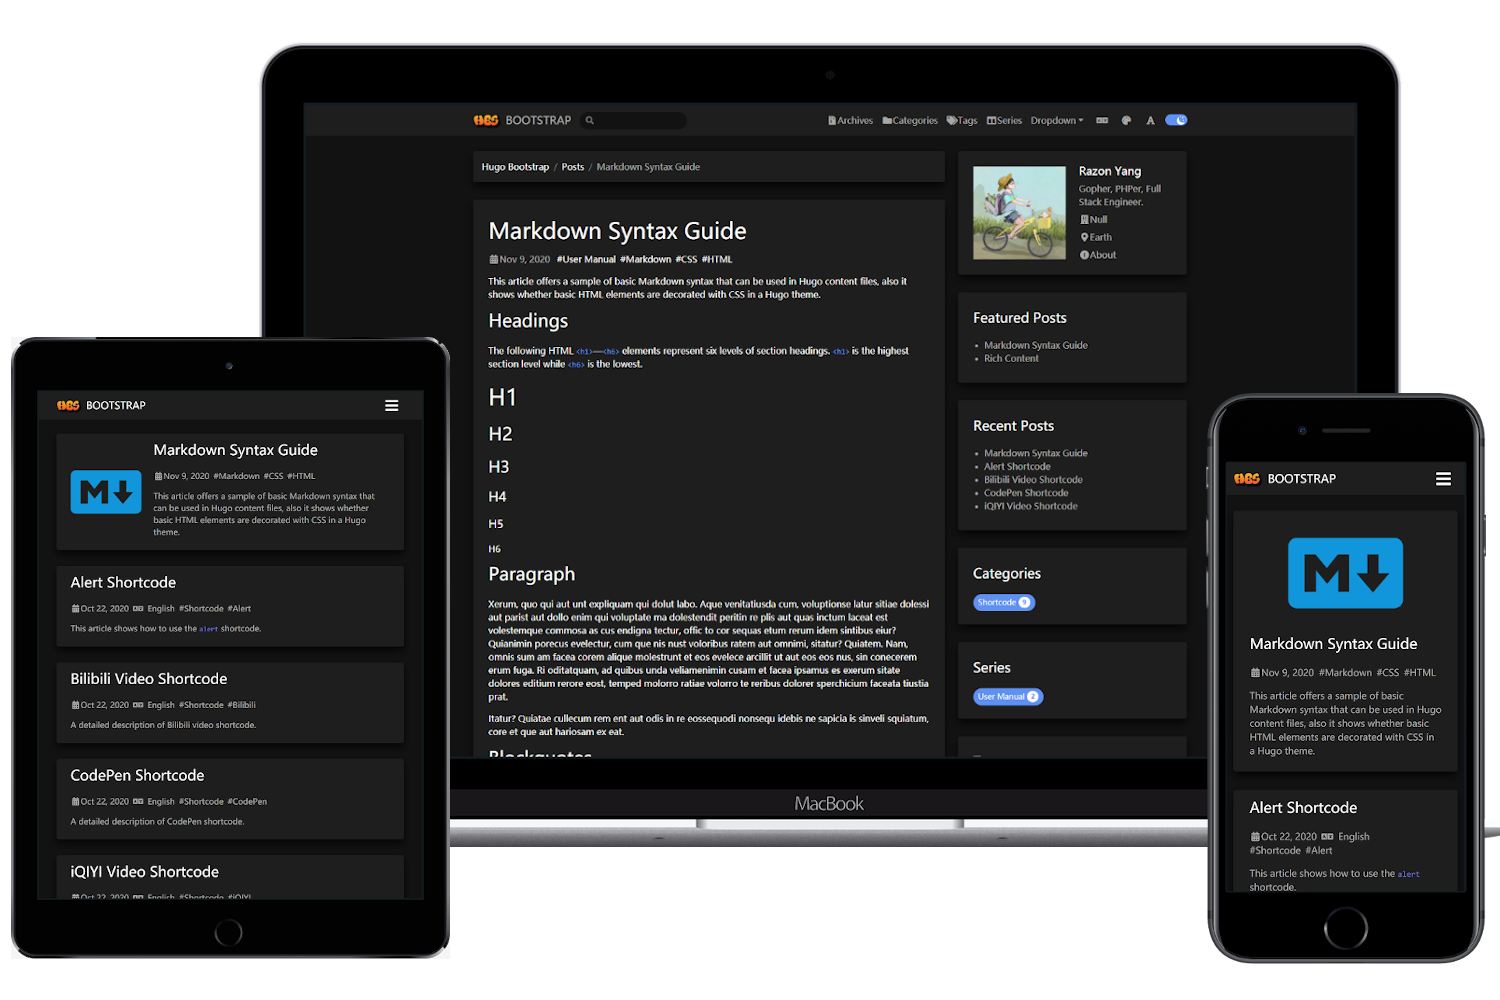 HBS BOOTSTRAP
Archives Categories Tags Series Dropdown A
Hugo Bootstrap / Posts / Markdown Syntax Guide
Markdown Syntax Guide
Nov 9, 2020 #User Manual #Markdown #CSS #HTML
This article offers a sample of basic Markdown syntax that can be used in Hugo content files, also it
shows whether basic HTML elements are decorated with CSS in a Hugo theme.
Headings
The following HTML <h1>—<h6> elements represent six levels of section headings. <h1> is the highest
section level while <h6> is the lowest.
H1
H2
H3
H4
H5
H6
Paragraph
Xerum, quo qui aut unt expliquam qui dolut labo. Aque venitatiusda cum, voluptionse latur sitiae dolessi
aut parist aut dollo enim qui voluptate ma dolestendit peritin re plis aut quas inctum laceat est
volestemque commosa as cus endigna tectur, offic to cor sequas etum rerum idem sintibus eiur?
Quianimin porecus evelectur, cum que nis nust voloribus ratem aut omnimi, sitatur? Quiatem. Nam,
omnis sum am facea corem alique molestrunt et eos evelece arcillit ut aut eos eos nus, sin conecerem
erum fuga. Ri oditatquam, ad quibus unda veliamenimin cusam et facea ipsamus es exerum sitate
dolores editium rerore eost, temped molorro ratiae volorro te reribus dolorer sperchicium faceata tiustia
prat.
Itatur? Quiatae cullecum rem ent aut odis in re eossequodi nonsequ idebis ne sapicia is sinveli squiatum,
core et que aut hariosam ex eat.
Blockquotes
Razon Yang
Gopher, PHPer, Full
Stack Engineer.
Null
Earth
About
Featured Posts
Markdown Syntax Guide
Rich Content
Recent Posts
Markdown Syntax Guide
Alert Shortcode
Bilibili Video Shortcode
CodePen Shortcode
iQIYI Video Shortcode
Categories
Shortcode 9
Series
User Manual 2
MacBook
HBS BOOTSTRAP
Markdown Syntax Guide
Nov 9, 2020 #Markdown #CSS #HTML
This article offers a sample of basic Markdown syntax that
can be used in Hugo content files, also it shows whether
basic HTML elements are decorated with CSS in a Hugo
theme.
Alert Shortcode
Oct 22, 2020 English #Shortcode #Alert
This article shows how to use the alert shortcode.
Bilibili Video Shortcode
Oct 22, 2020 English #Shortcode #Bilibili
A detailed description of Bilibili video shortcode.
CodePen Shortcode
Oct 22, 2020 English #Shortcode #CodePen
A detailed description of CodePen shortcode.
iQIYI Video Shortcode
Oct 22, 2020 English #Shortcode #iQIYI
HBS BOOTSTRAP
M
Markdown Syntax Guide
Nov 9, 2020 #Markdown #CSS #HTML
This article offers a sample of basic
Markdown syntax that can be used in Hugo
content files, also it shows whether basic
HTML elements are decorated with CSS in
a Hugo theme.
Alert Shortcode
Oct 22, 2020 English
#Shortcode #Alert
This article shows how to use the alert
shortcode.